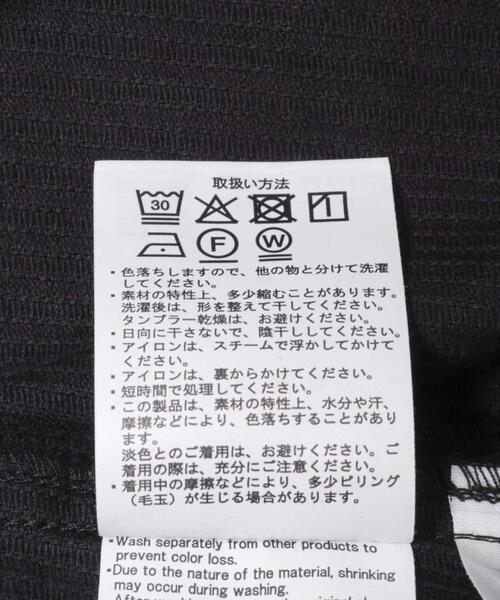 取扱い方法
30
F W
・色落ちしますので、他の物と分けて洗濯
してください。
・素材の特性上、多少縮むことがあります。
洗濯後は、形を整えて干してください。
タンブラー乾燥は、お避けください。
・日向に干さないで、陰干ししてください。
・アイロンは、スチームで浮かしてかけて
ください。
・アイロンは、裏からかけてください。
・短時間で処理してください。
・この製品は、素材の特性上、水分や汗、
摩擦などにより、色落ちすることがあり
ます。
淡色とのご着用は、お避けください。ご
着用の際は、充分にご注意ください。
・着用中の摩擦などにより、多少ピリング
（毛玉）が生じる場合があります。
・Wash separately from other products to
prevent color loss.
・Due to the nature of the material, shrinking
may occur during washing.